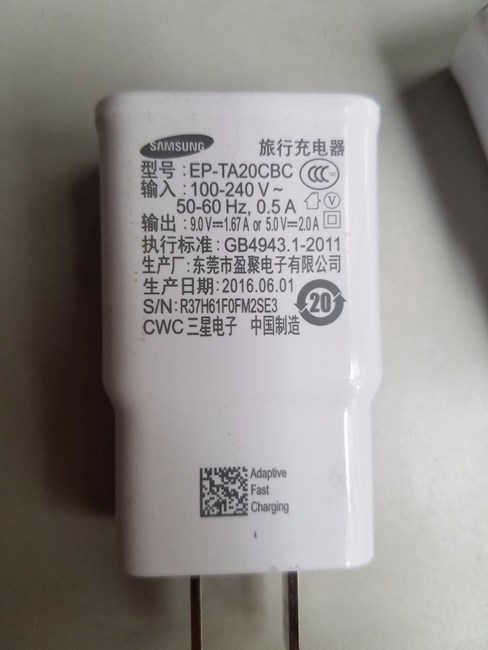 SAMSUNG 旅行充电器
型号:EP-TA20CBC
输入:100-240 V~
50-60 Hz, 0.5 A
输出: 9.0 V⎓1.67 A or 5.0 V⎓2.0 A
执行标准: GB4943.1-2011
生产厂:东莞市盈聚电子有限公司
生产日期:2016.06.01
S/N:R37H61F0FM2SE3
20
CWC 三星电子 中国制造
Adaptive
Fast
Charging